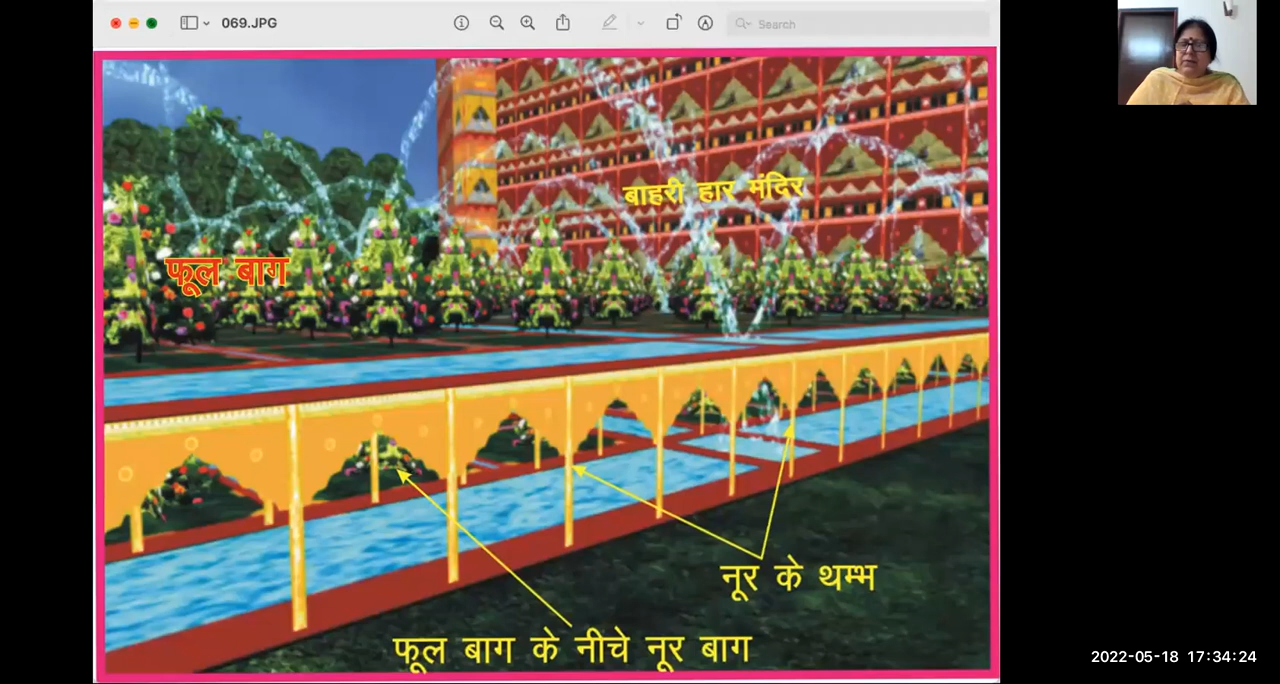 069.JPG
Search
बाहरी हार मंदिर
फूल बाग
नूर के थम्भ
फूल बाग के नीचे नूर बाग
2022-05-18 17:34:24